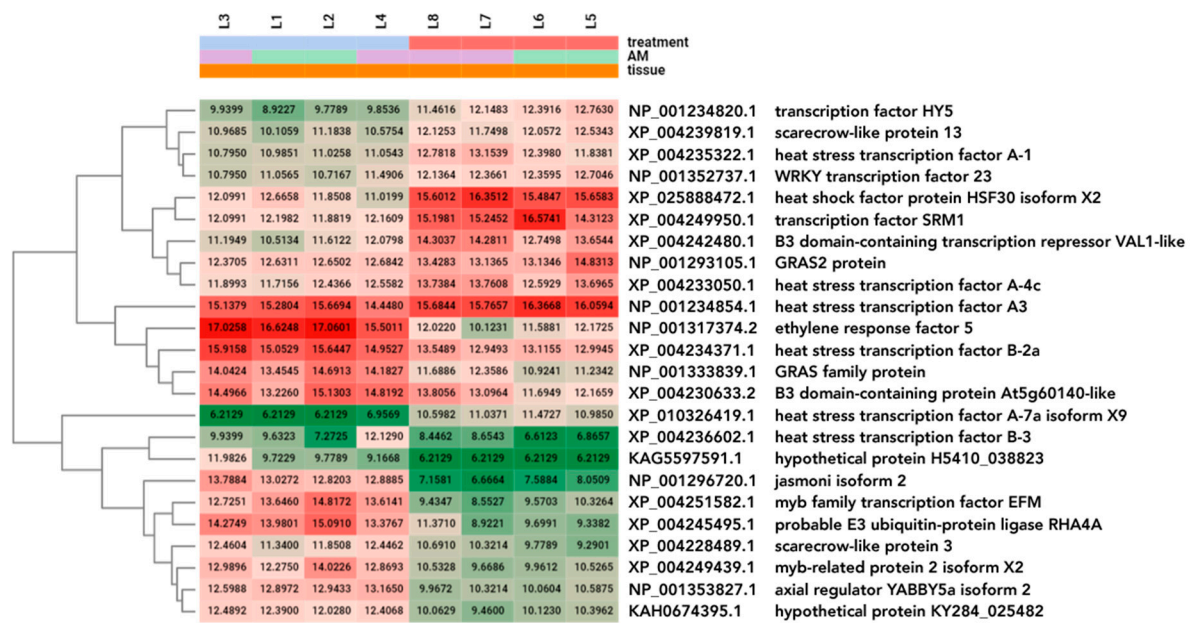 L3 L1 L2 L4 L8 L7 L6 L5
treatment
AM
tissue
9.9399 8.9227 9.7789 9.8536 11.4616 12.1483 12.3916 12.7630 NP_001234820.1 transcription factor HY5
10.9685 10.1059 11.1838 10.5754 12.1253 11.7498 12.0572 12.5343 XP_004239819.1 scarecrow-like protein 13
10.7950 10.9851 11.0258 11.0543 12.7818 13.1539 12.3980 11.8381 XP_004235322.1 heat stress transcription factor A-1
10.7950 11.0565 10.7167 11.4906 12.1364 12.3661 12.3595 12.7046 NP_001352737.1 WRKY transcription factor 23
12.0991 12.6658 11.8508 11.0199 15.6012 16.3512 15.4847 15.6583 XP_025888472.1 heat shock factor protein HSF30 isoform X2
12.0991 12.1982 11.8819 12.1609 15.1981 15.2452 16.5741 14.3123 XP_004249950.1 transcription factor SRM1
11.1949 10.5134 11.6122 12.0798 14.3037 14.2811 12.7498 13.6544 XP_004242480.1 B3 domain-containing transcription repressor VAL1-like
12.3705 12.6311 12.6502 12.6842 13.4283 13.1365 13.1346 14.8313 NP_001293105.1 GRAS2 protein
11.8993 11.7156 12.4366 12.5582 13.7384 13.7608 12.5929 13.6965 XP_004233050.1 heat stress transcription factor A-4c
15.1379 15.2804 15.6694 14.4480 15.6844 15.7657 16.3668 16.0594 NP_001234854.1 heat stress transcription factor A3
17.0258 16.6248 17.0601 15.5011 12.0220 10.1231 11.5881 12.1725 NP_001317374.2 ethylene response factor 5
15.9158 15.0529 15.6447 14.9527 13.5489 12.9493 13.1155 12.9945 XP_004234371.1 heat stress transcription factor B-2a
14.0424 13.4545 14.6913 14.1827 11.6886 12.3586 10.9241 11.2342 NP_001333839.1 GRAS family protein
14.4966 13.2260 15.1303 14.8192 13.8056 13.0964 11.6949 12.1659 XP_004230633.2 B3 domain-containing protein At5g60140-like
6.2129 6.2129 6.2129 6.9569 10.5982 11.0371 11.4727 10.9850 XP_010326419.1 heat stress transcription factor A-7a isoform X9
9.9399 9.6323 7.2725 12.1290 8.4462 8.6543 6.6123 6.8657 XP_004236602.1 heat stress transcription factor B-3
11.9826 9.7229 9.7789 9.1668 6.2129 6.2129 6.2129 6.2129 KAG5597591.1 hypothetical protein H5410_038823
13.7884 13.0272 12.8203 12.8885 7.1581 6.6664 7.5884 8.0509 NP_001296720.1 jasmoni isoform 2
12.7251 13.6460 14.8172 13.6141 9.4347 8.5527 9.5703 10.3264 XP_004251582.1 myb family transcription factor EFM
14.2749 13.9801 15.0910 13.3767 11.3710 8.9221 9.6991 9.3382 XP_004245495.1 probable E3 ubiquitin-protein ligase RHA4A
12.4604 11.3400 11.8508 12.4462 10.6910 10.3214 9.7789 9.2901 XP_004228489.1 scarecrow-like protein 3
12.9896 12.2750 14.0226 12.8693 10.5328 9.6686 9.9612 10.5265 XP_004249439.1 myb-related protein 2 isoform X2
12.5988 12.8972 12.9433 13.1650 9.9672 10.3214 10.0604 10.5875 NP_001353827.1 axial regulator YABBY5a isoform 2
12.4892 12.3900 12.0280 12.4068 10.0629 9.4600 10.1230 10.3962 KAH0674395.1 hypothetical protein KY284_025482